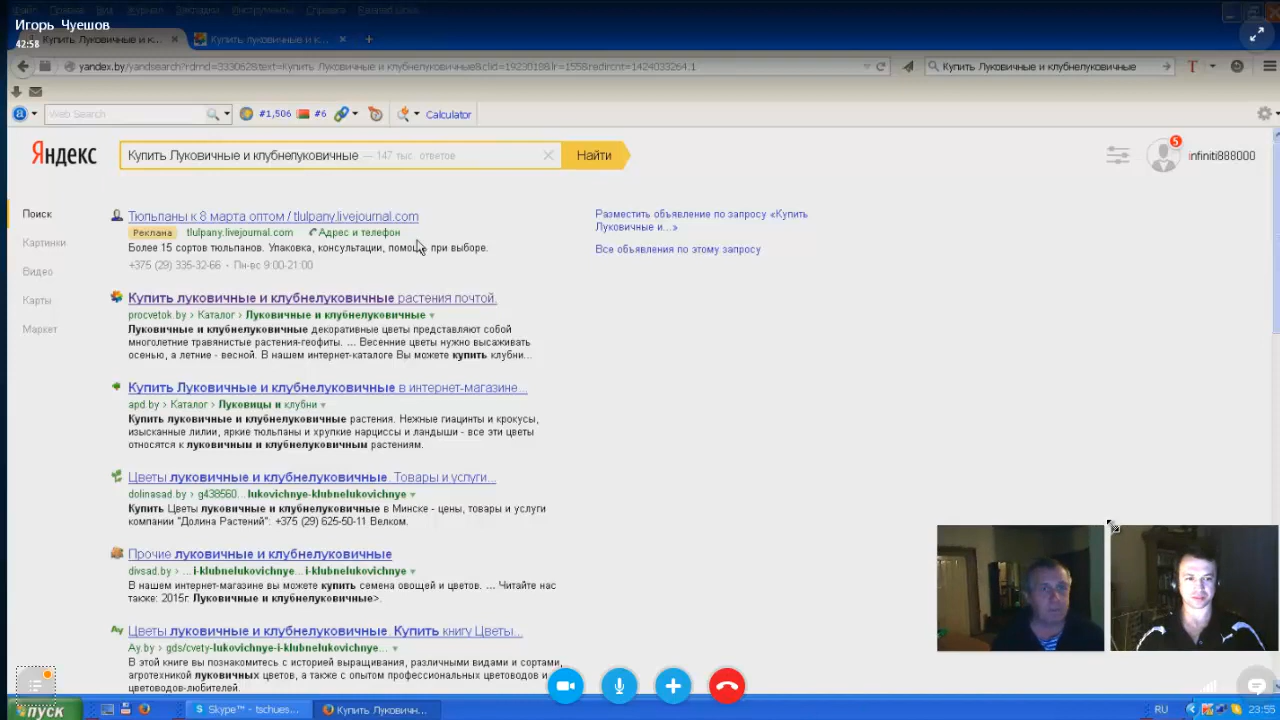 Игорь Чуешов
42:58
Купить Луковичные и к...
Купить луковичные и к...
yandex.by/yandsearch?rdrnd=333062&text=Купить Луковичные и клубнелуковичные&clid=1923018&lr=155&redircnt=1424033264.1
Купить Луковичные и клубнелуковичные
Web Search
#1,506
#6
Calculator
Яндекс
Купить Луковичные и клубнелуковичные — 147 тыс. ответов
Найти
5
infiniti888000
Поиск
Картинки
Видео
Карты
Маркет
Тюльпаны к 8 марта оптом / tlulpany.livejournal.com
Реклама tlulpany.livejournal.com Адрес и телефон
Более 15 сортов тюльпанов. Упаковка, консультации, помощь при выборе.
+375 (29) 335-32-66 · Пн-вс 9:00-21:00
Разместить объявление по запросу «Купить
Луковичные и...»
Все объявления по этому запросу
Купить луковичные и клубнелуковичные растения почтой.
procvetok.by › Каталог › Луковичные и клубнелуковичные
Луковичные и клубнелуковичные декоративные цветы представляют собой
многолетние травянистые растения-геофиты. ... Весенние цветы нужно высаживать
осенью, а летние - весной. В нашем интернет-каталоге Вы можете купить клубни...
Купить Луковичные и клубнелуковичные в интернет-магазине...
apd.by › Каталог › Луковицы и клубни
Купить луковичные и клубнелуковичные растения. Нежные гиацинты и крокусы,
изысканные лилии, яркие тюльпаны и хрупкие нарциссы и ландыши - все эти цветы
относятся к луковичным и клубнелуковичным растениям.
Цветы луковичные и клубнелуковичные. Товары и услуги...
dolinasad.by › g438560... lukovichnye-klubnelukovichnye
Купить Цветы луковичные и клубнелуковичные в Минске - цены, товары и услуги
компании "Долина Растений": +375 (29) 625-50-11 Велком.
Прочие луковичные и клубнелуковичные
divsad.by › ... i-klubnelukovichnye... i-klubnelukovichnye
В нашем интернет-магазине вы можете купить семена овощей и цветов. ... Читайте нас
также: 2015г. Луковичные и клубнелуковичные>.
Ay Цветы луковичные и клубнелуковичные. Купить книгу Цветы...
Ay.by › gds/cvety-lukovichnye-i-klubnelukovichnye...
В этой книге вы познакомитесь с историей выращивания, различными видами и сортами,
агротехникой луковичных цветов, а также с опытом профессиональных цветоводов и
цветоводов-любителей.
пуск
Skype™ - tschues...
Купить Луковичн...
RU
23:55